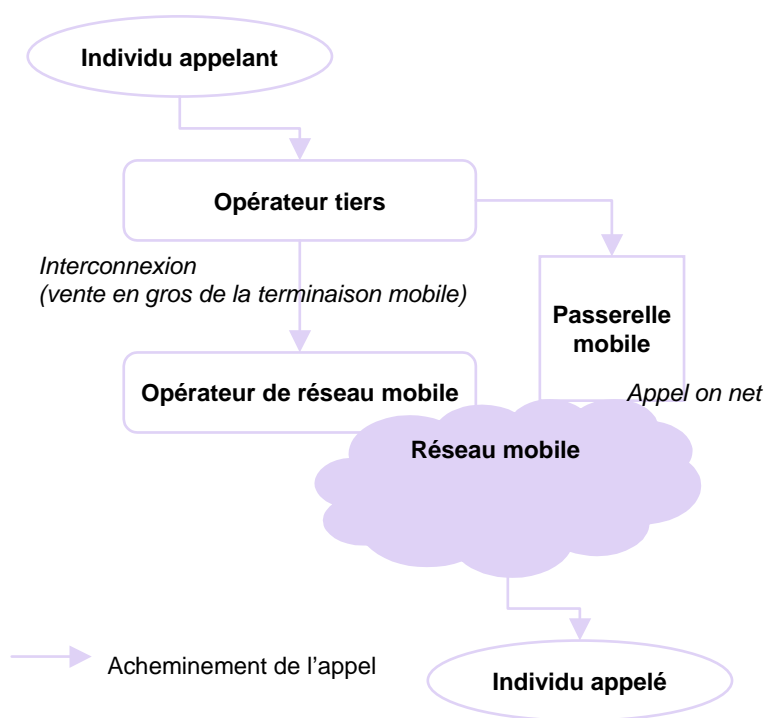 Individu appelant
Opérateur tiers
Interconnexion
(vente en gros de la terminaison mobile)
Passerelle
mobile
Opérateur de réseau mobile
Appel on net
Réseau mobile
Acheminement de l’appel
Individu appelé